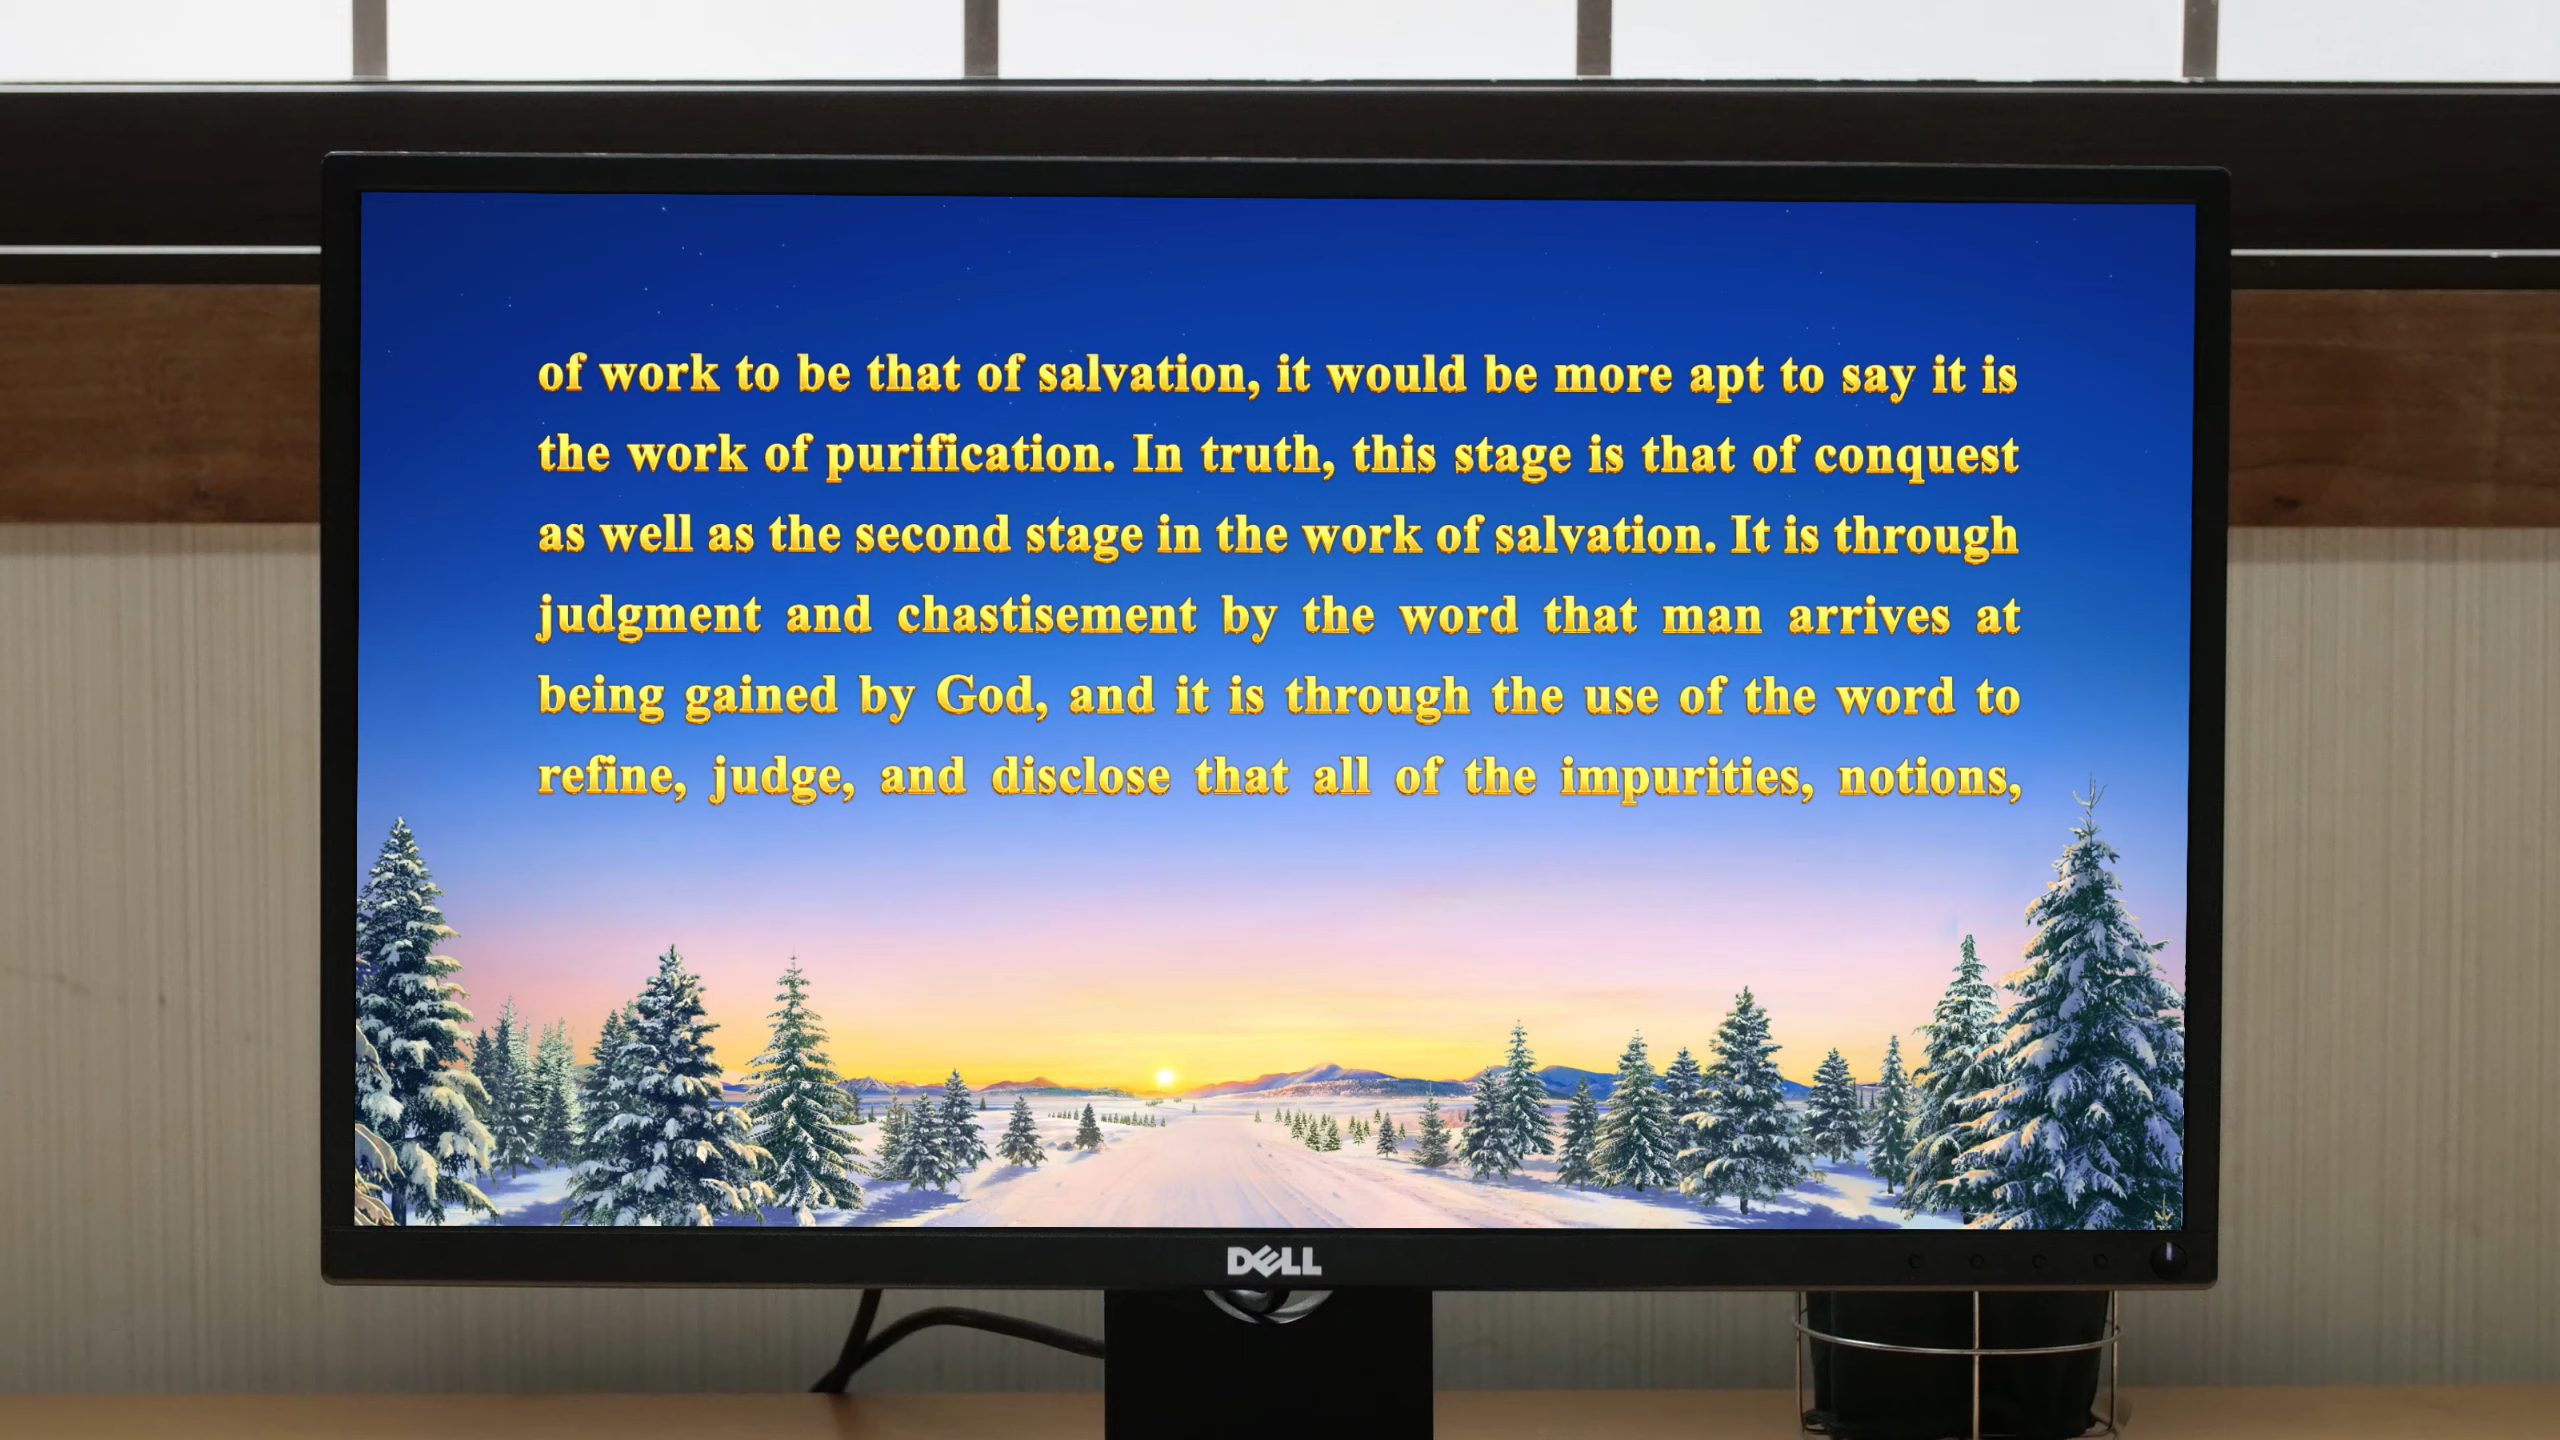 of work to be that of salvation, it would be more apt to say it is
the work of purification. In truth, this stage is that of conquest
as well as the second stage in the work of salvation. It is through
judgment and chastisement by the word that man arrives at
being gained by God, and it is through the use of the word to
refine, judge, and disclose that all of the impurities, notions,
DELL